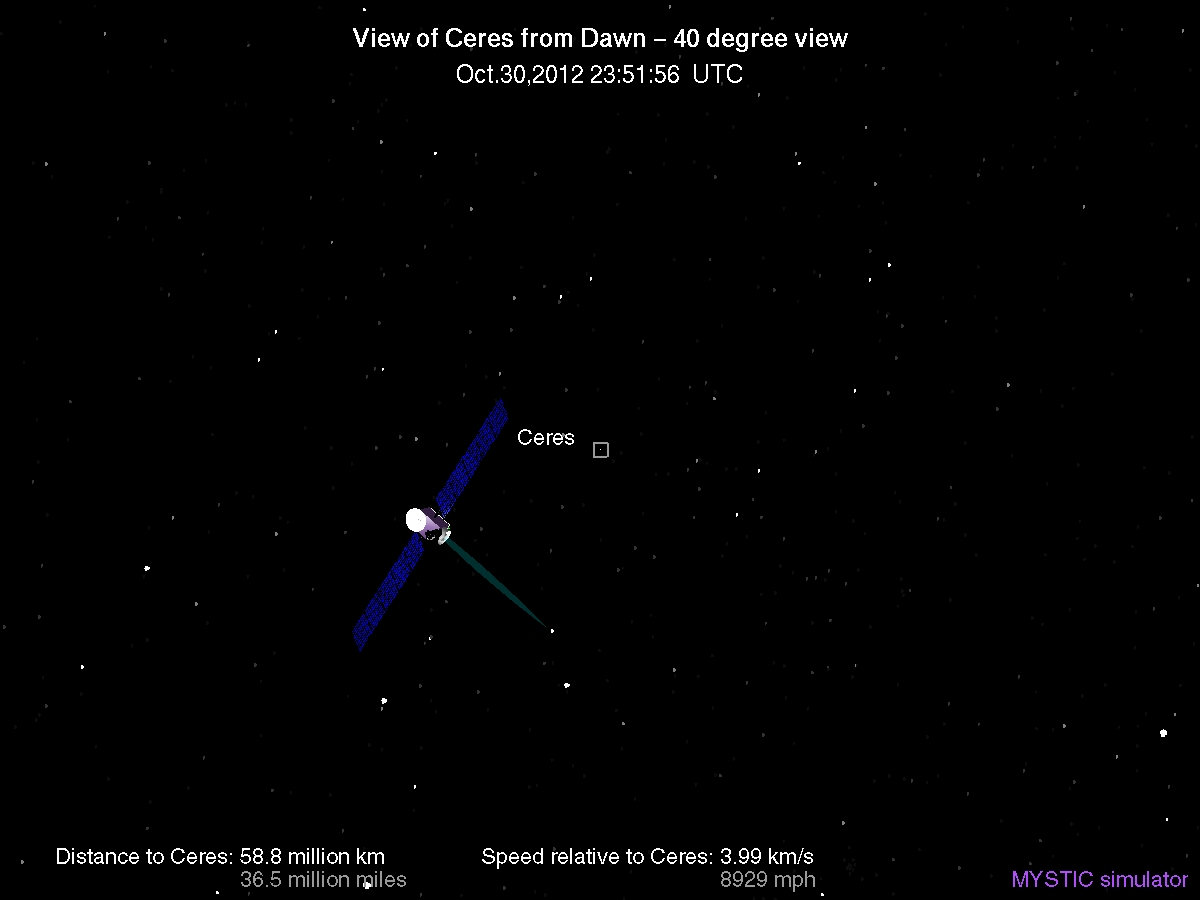 View of Ceres from Dawn – 40 degree view
Oct.30,2012 23:51:56 UTC
Ceres
Distance to Ceres: 58.8 million km
36.5 million miles
Speed relative to Ceres: 3.99 km/s
8929 mph
MYSTIC simulator